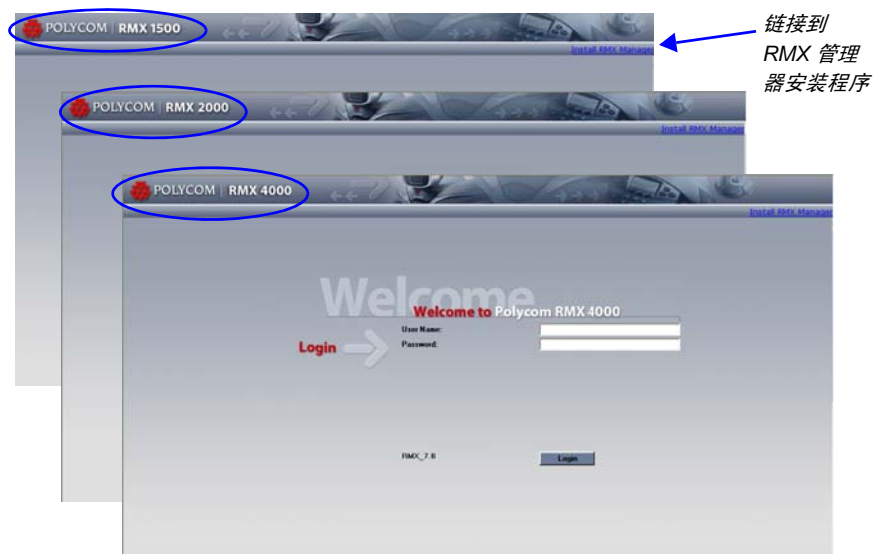 POLYCOM | RMX 1500
Install RMX Manager
链接到
RMX 管理
器安装程序
POLYCOM | RMX 2000
Install RMX Manager
POLYCOM | RMX 4000
Install RMX Manager
Welcome
Welcome to Polycom RMX 4000
User Name:
Login
Password:
RMX_7.8
Login